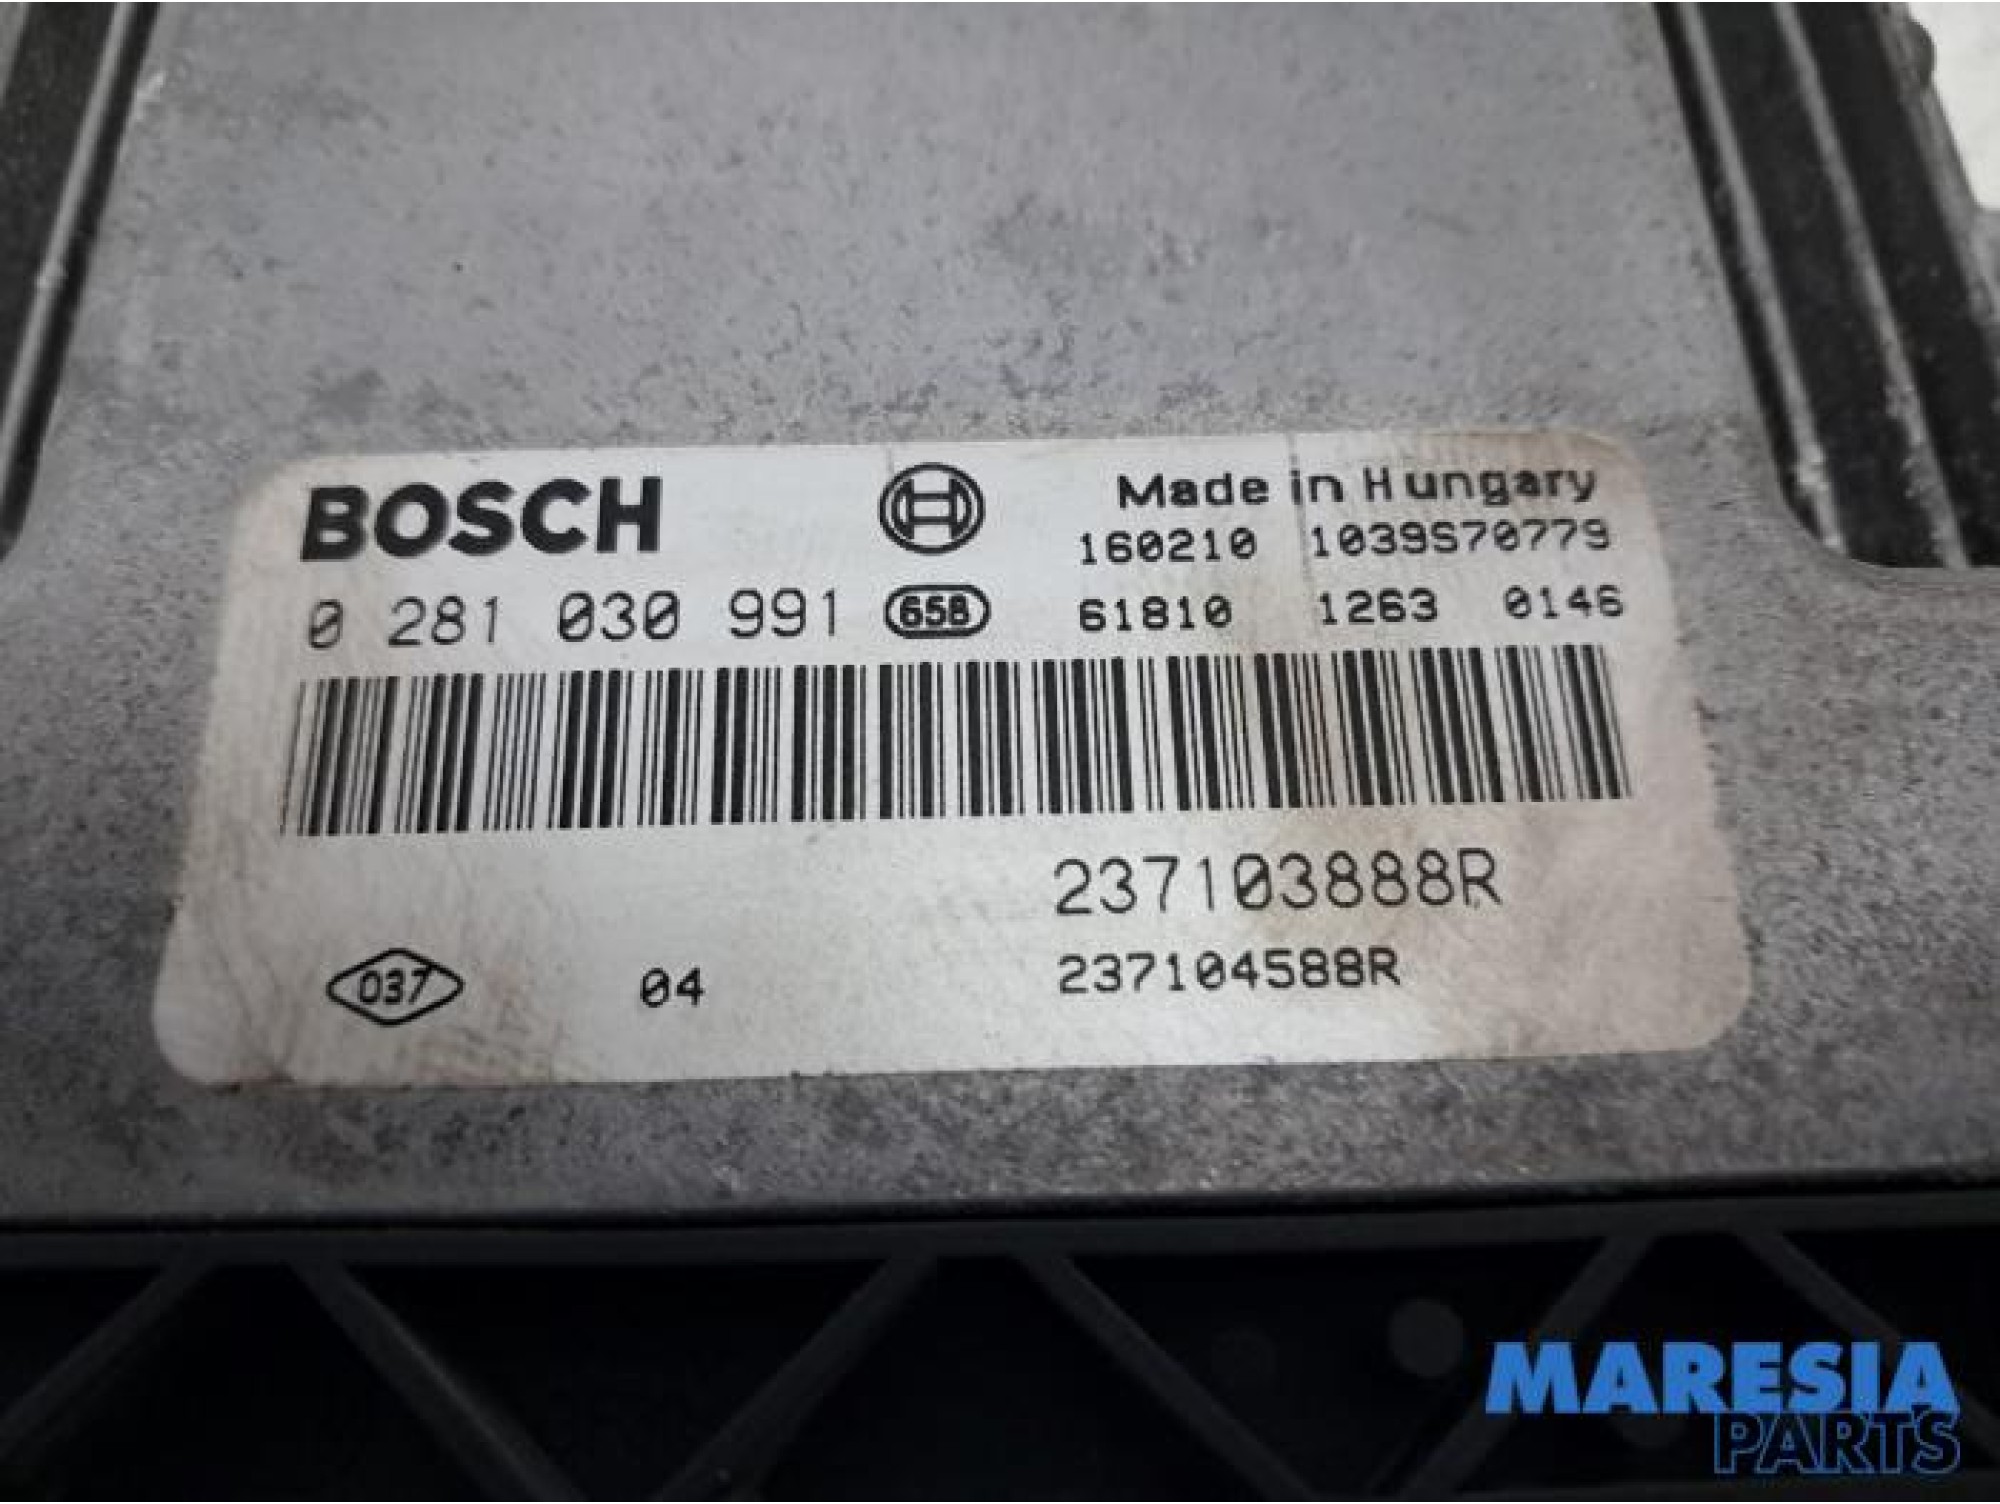 BOSCH
Made in Hungary
160210 1039S70779
0 281 030 991 658 61810 1263 0146
237103888R
037 04 237104588R
MARESIA
PARTS